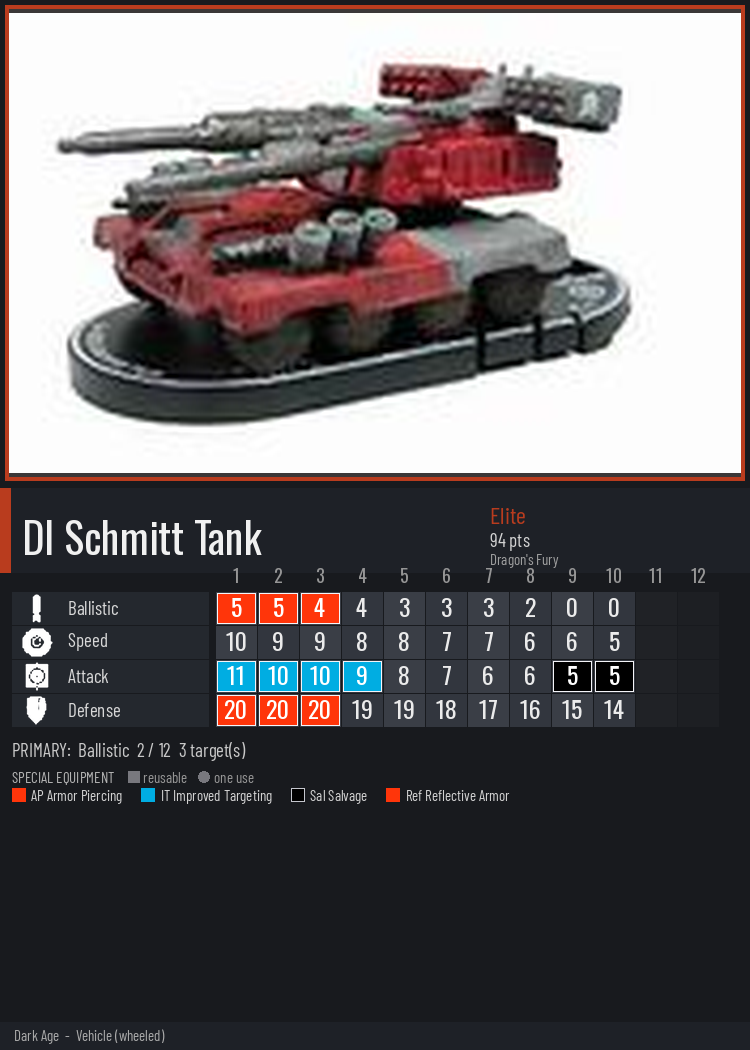 DI Schmitt Tank
Elite
94 pts
Dragon's Fury
1 2 3 4 5 6 7 8 9 10 11 12
Ballistic 5 5 4 4 3 3 3 2 0 0
Speed 10 9 9 8 8 7 7 6 6 5
Attack 11 10 10 9 8 7 6 6 5 5
Defense 20 20 20 19 19 18 17 16 15 14
PRIMARY: Ballistic 2 / 12 3 target(s)
SPECIAL EQUIPMENT reusable one use
AP Armor Piercing IT Improved Targeting Sal Salvage Ref Reflective Armor
Dark Age - Vehicle (wheeled)